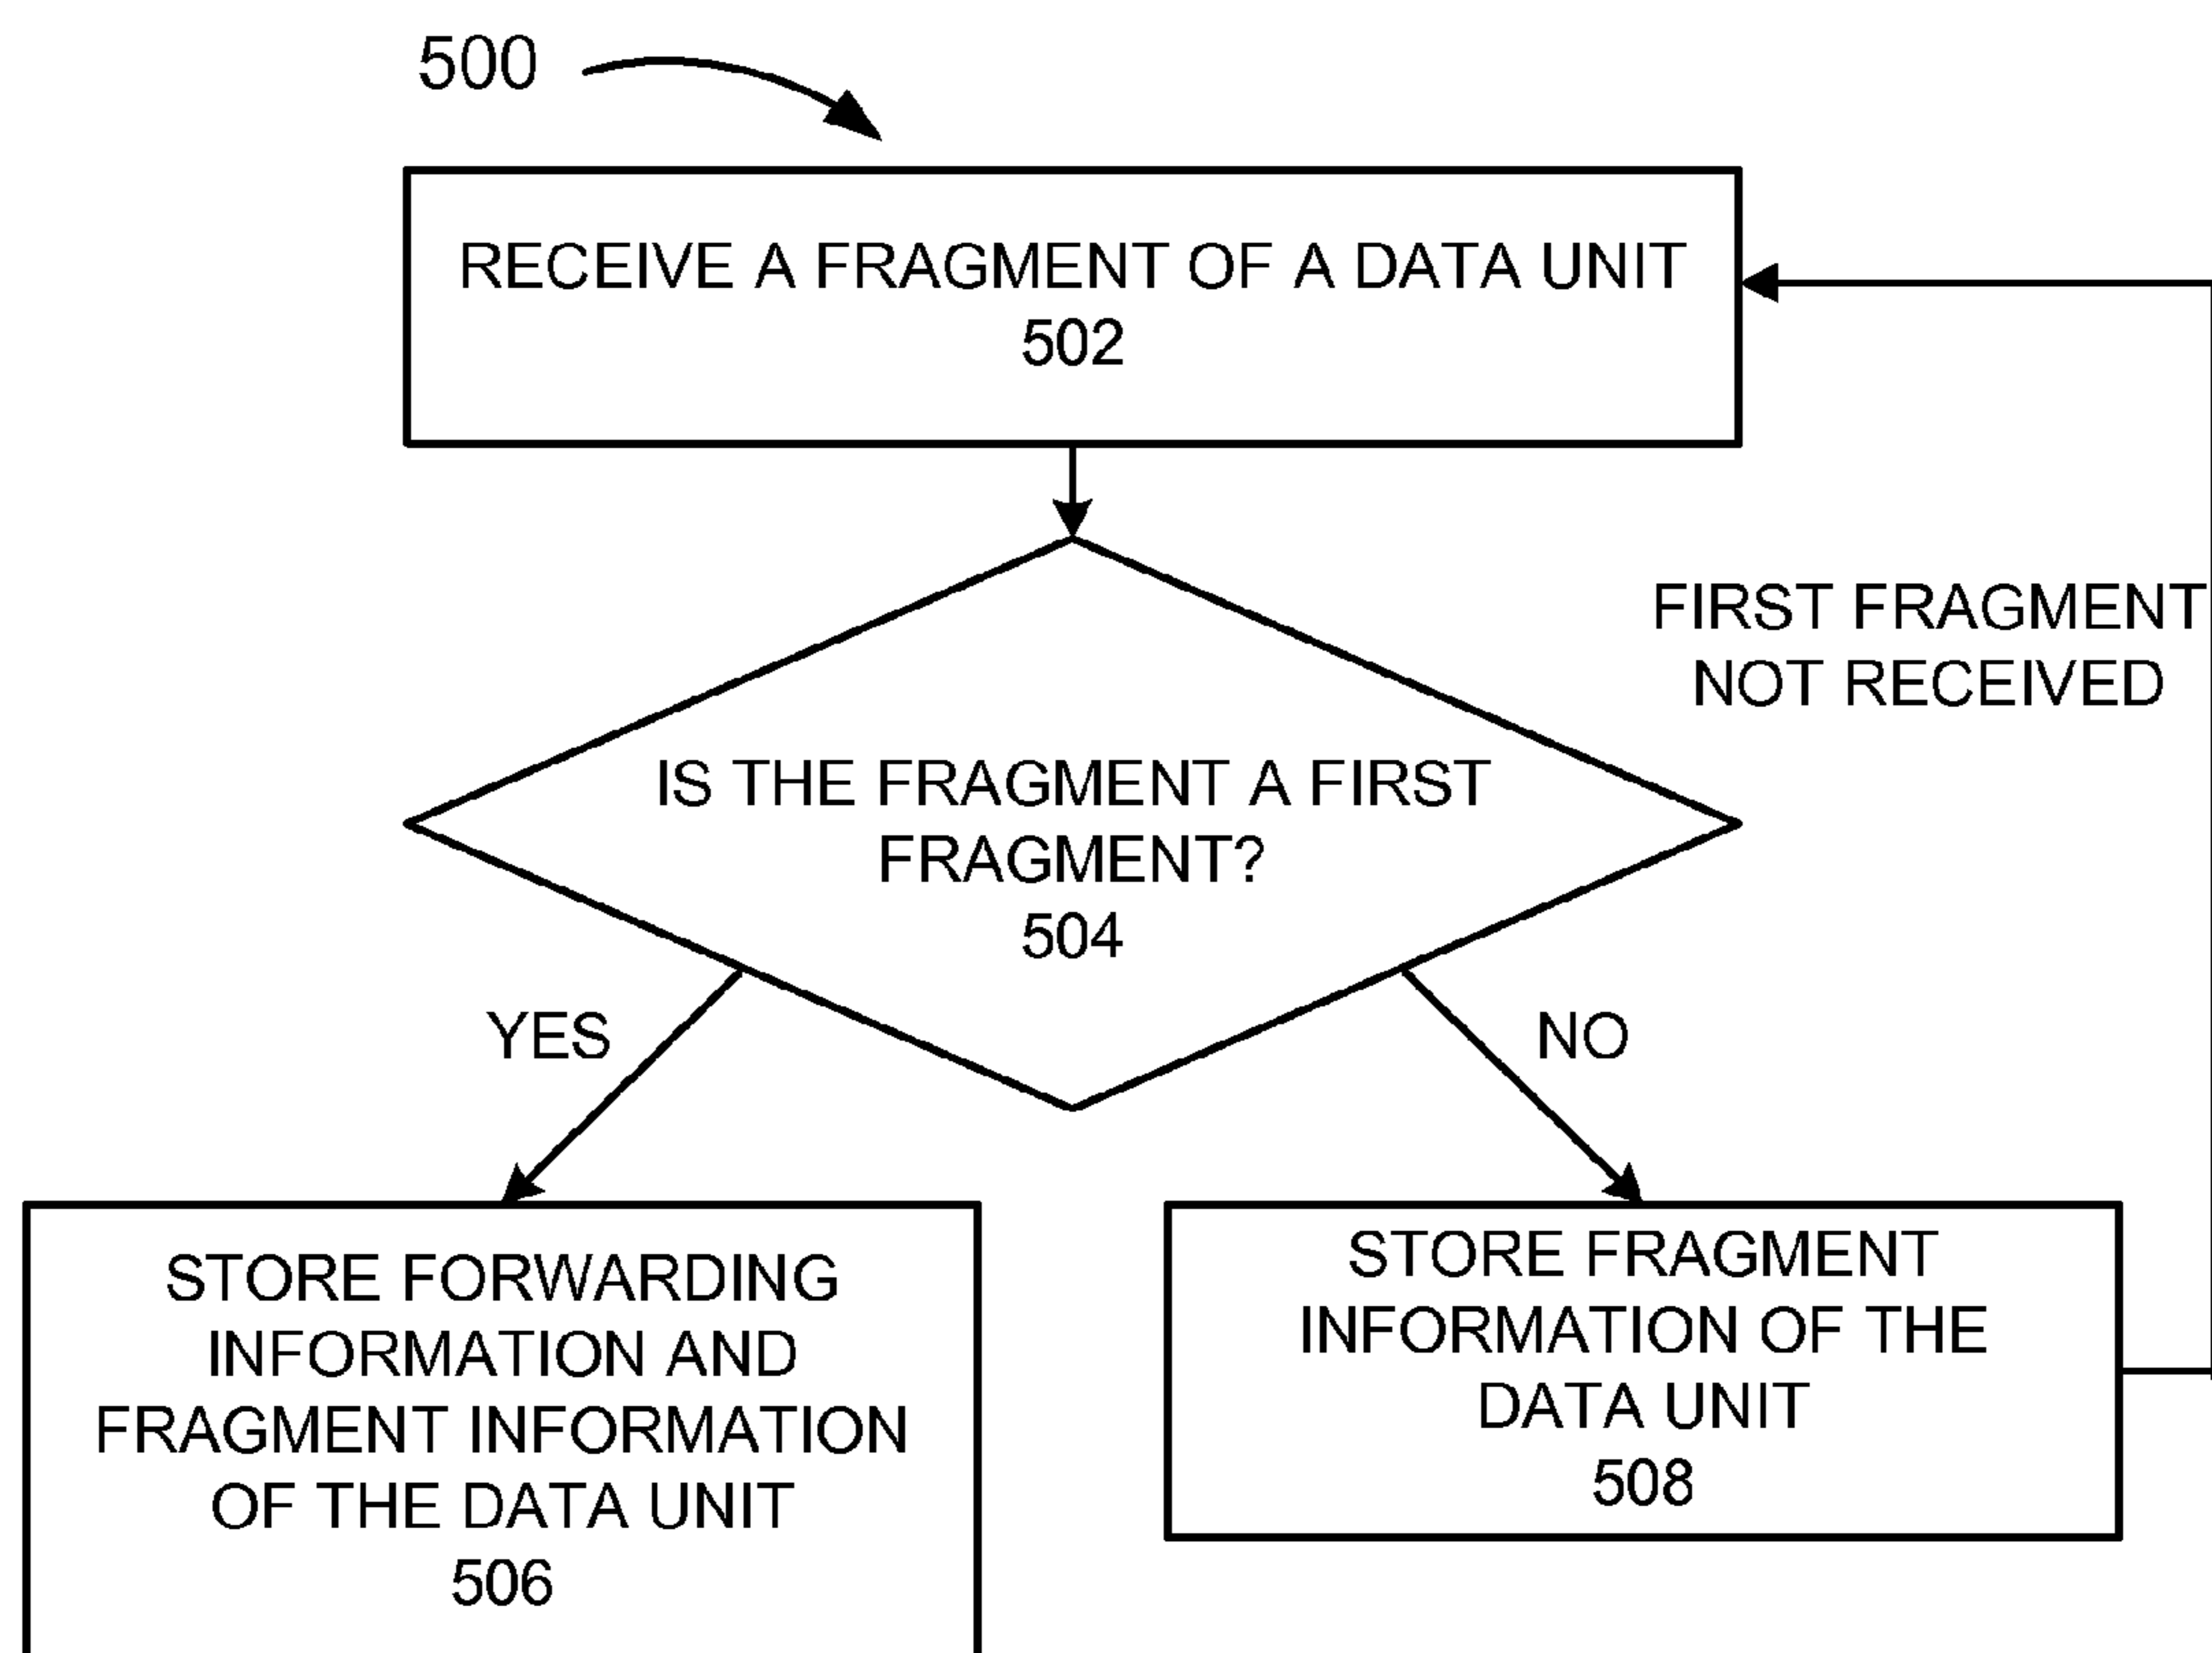 500
RECEIVE A FRAGMENT OF A DATA UNIT
502
FIRST FRAGMENT
NOT RECEIVED
IS THE FRAGMENT A FIRST
FRAGMENT?
504
YES
NO
STORE FORWARDING
INFORMATION AND
FRAGMENT INFORMATION
OF THE DATA UNIT
506
STORE FRAGMENT
INFORMATION OF THE
DATA UNIT
508